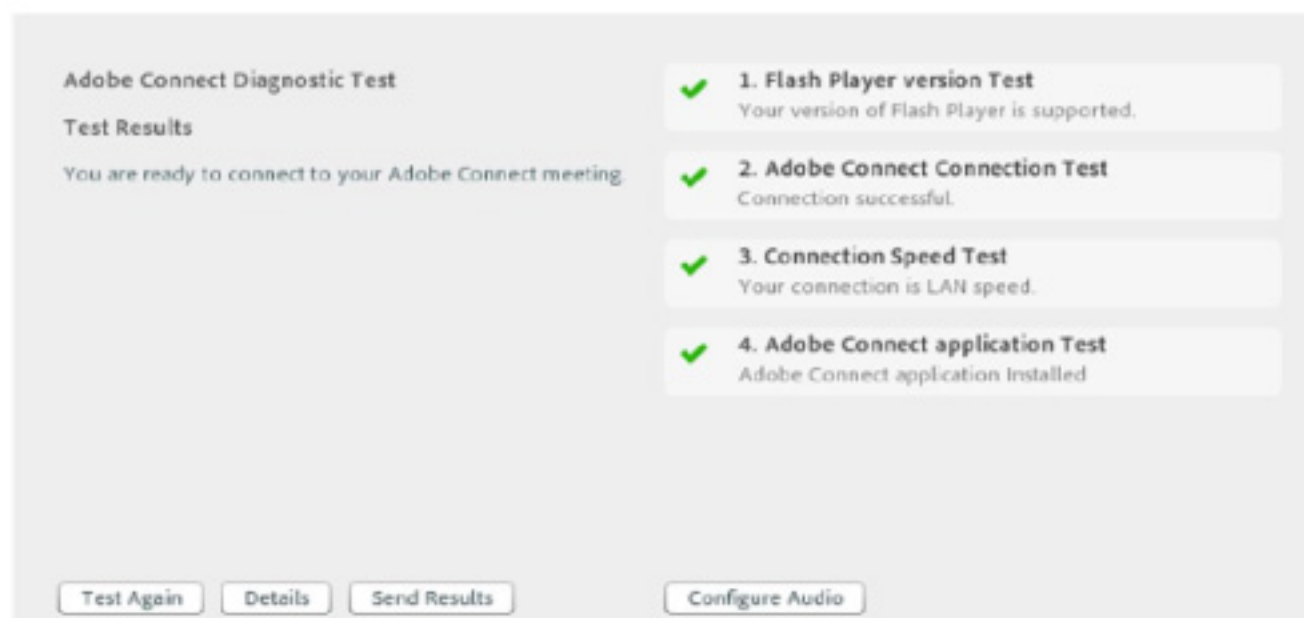 Adobe Connect Diagnostic Test
Test Results
You are ready to connect to your Adobe Connect meeting.
1. Flash Player version Test
Your version of Flash Player is supported.
2. Adobe Connect Connection Test
Connection successful.
3. Connection Speed Test
Your connection is LAN speed.
4. Adobe Connect application Test
Adobe Connect application Installed
Test Again
Details
Send Results
Configure Audio